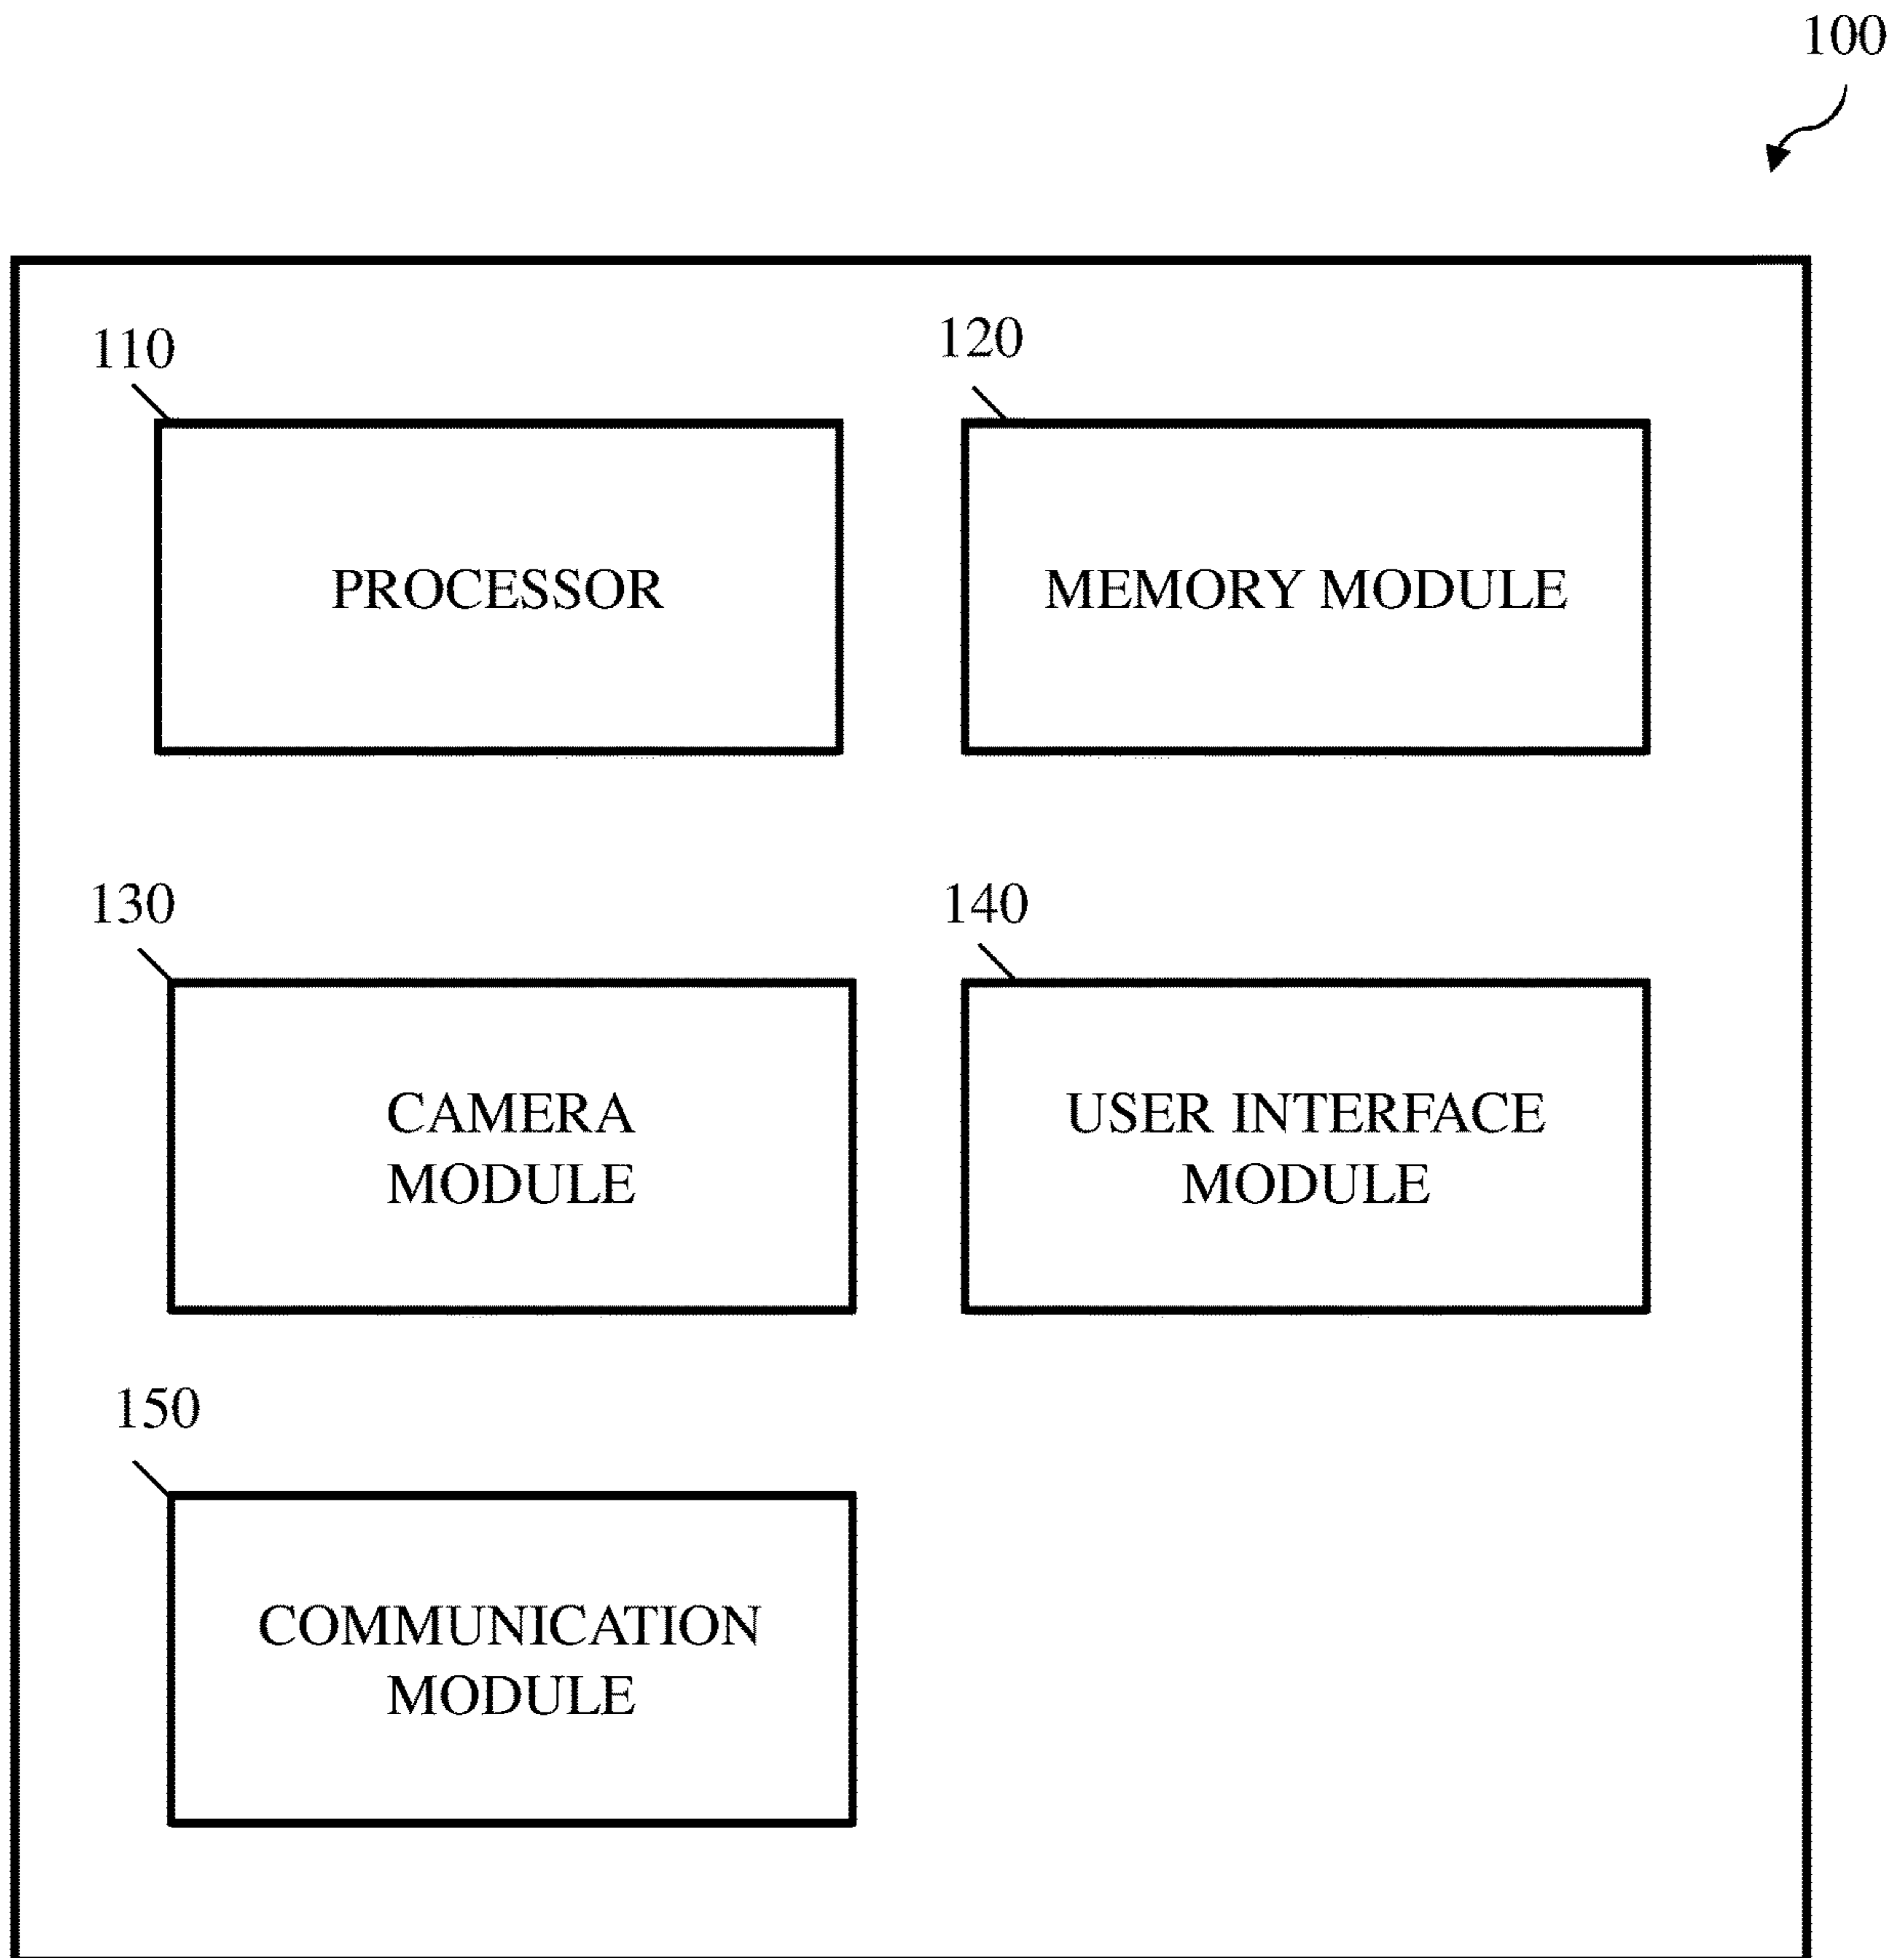 100
110
120
PROCESSOR
MEMORY MODULE
130
140
CAMERA
MODULE
USER INTERFACE
MODULE
150
COMMUNICATION
MODULE